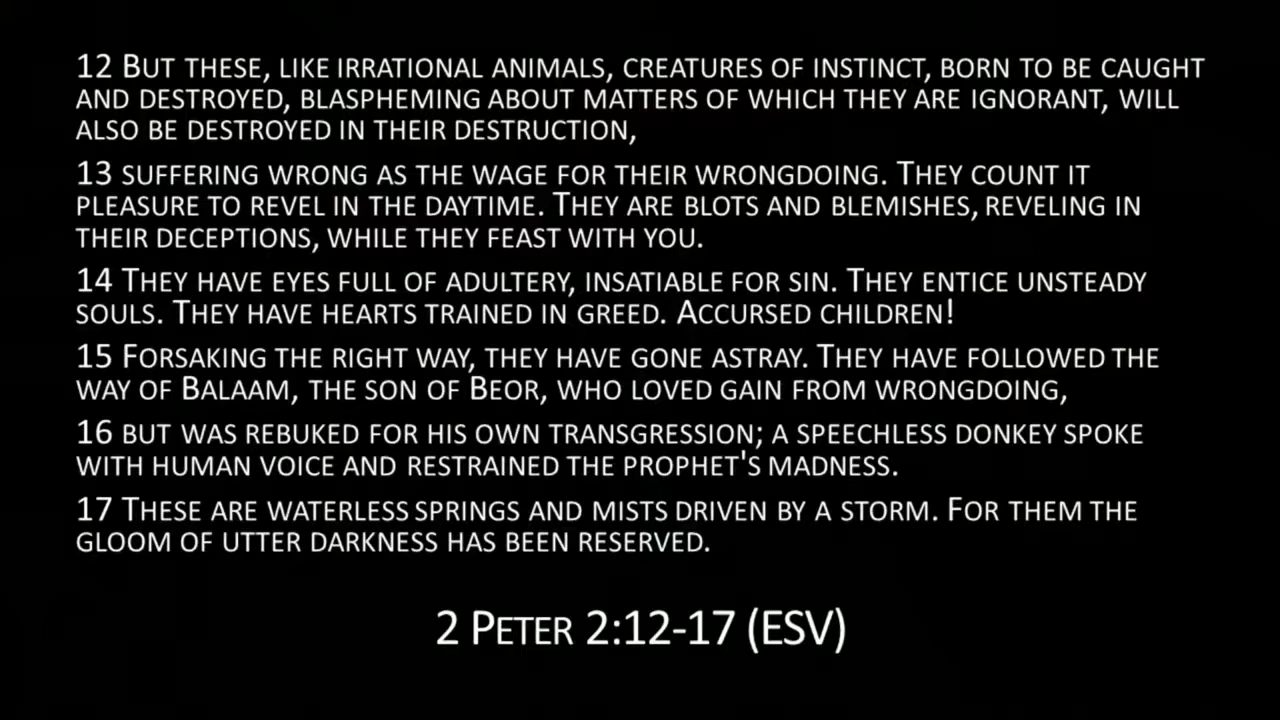 12 But these, like irrational animals, creatures of instinct, born to be caught
and destroyed, blaspheming about matters of which they are ignorant, will
also be destroyed in their destruction,
13 suffering wrong as the wage for their wrongdoing. They count it
pleasure to revel in the daytime. They are blots and blemishes, reveling in
their deceptions, while they feast with you.
14 They have eyes full of adultery, insatiable for sin. They entice unsteady
souls. They have hearts trained in greed. Accursed children!
15 Forsaking the right way, they have gone astray. They have followed the
way of Balaam, the son of Beor, who loved gain from wrongdoing,
16 but was rebuked for his own transgression; a speechless donkey spoke
with human voice and restrained the prophet's madness.
17 These are waterless springs and mists driven by a storm. For them the
gloom of utter darkness has been reserved.
2 Peter 2:12-17 (ESV)